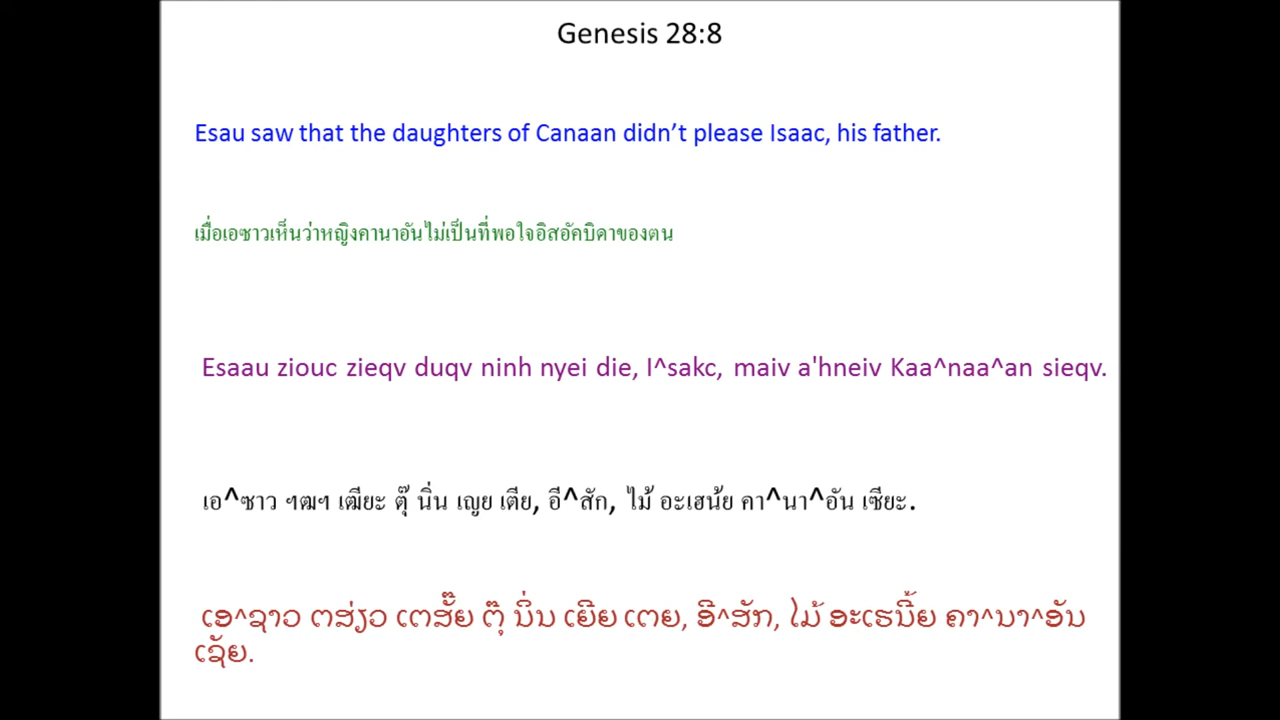 Genesis 28:8
Esau saw that the daughters of Canaan didn’t please Isaac, his father.
เมื่อเอซาวเห็นว่าหญิงคานาอันไม่เป็นที่พอใจอิสอัคบิดาของตน
Esaau ziouc zieqv duqv ninh nyei die, I^sakc, maiv a'hneiv Kaa^naa^an sieqv.
เอ^ซาว ฯฒฯ เฒียะ ตุ๊ นิ่น เญย เตีย, อี^สัก, ไม้ อะเฮน้ย คา^นา^อัน เซียะ.
ເອ^ຊາວ ຕສ່ຽວ ເຕສັ໊ຍ ຕຸ໊ ນິ່ນ ເຍີຍ ເຕຍ, ອີ^ສັກ, ໄມ້ ອະເຮນີ້ຍ ຄາ^ນາ^ອັນ
ເຊັຍ.